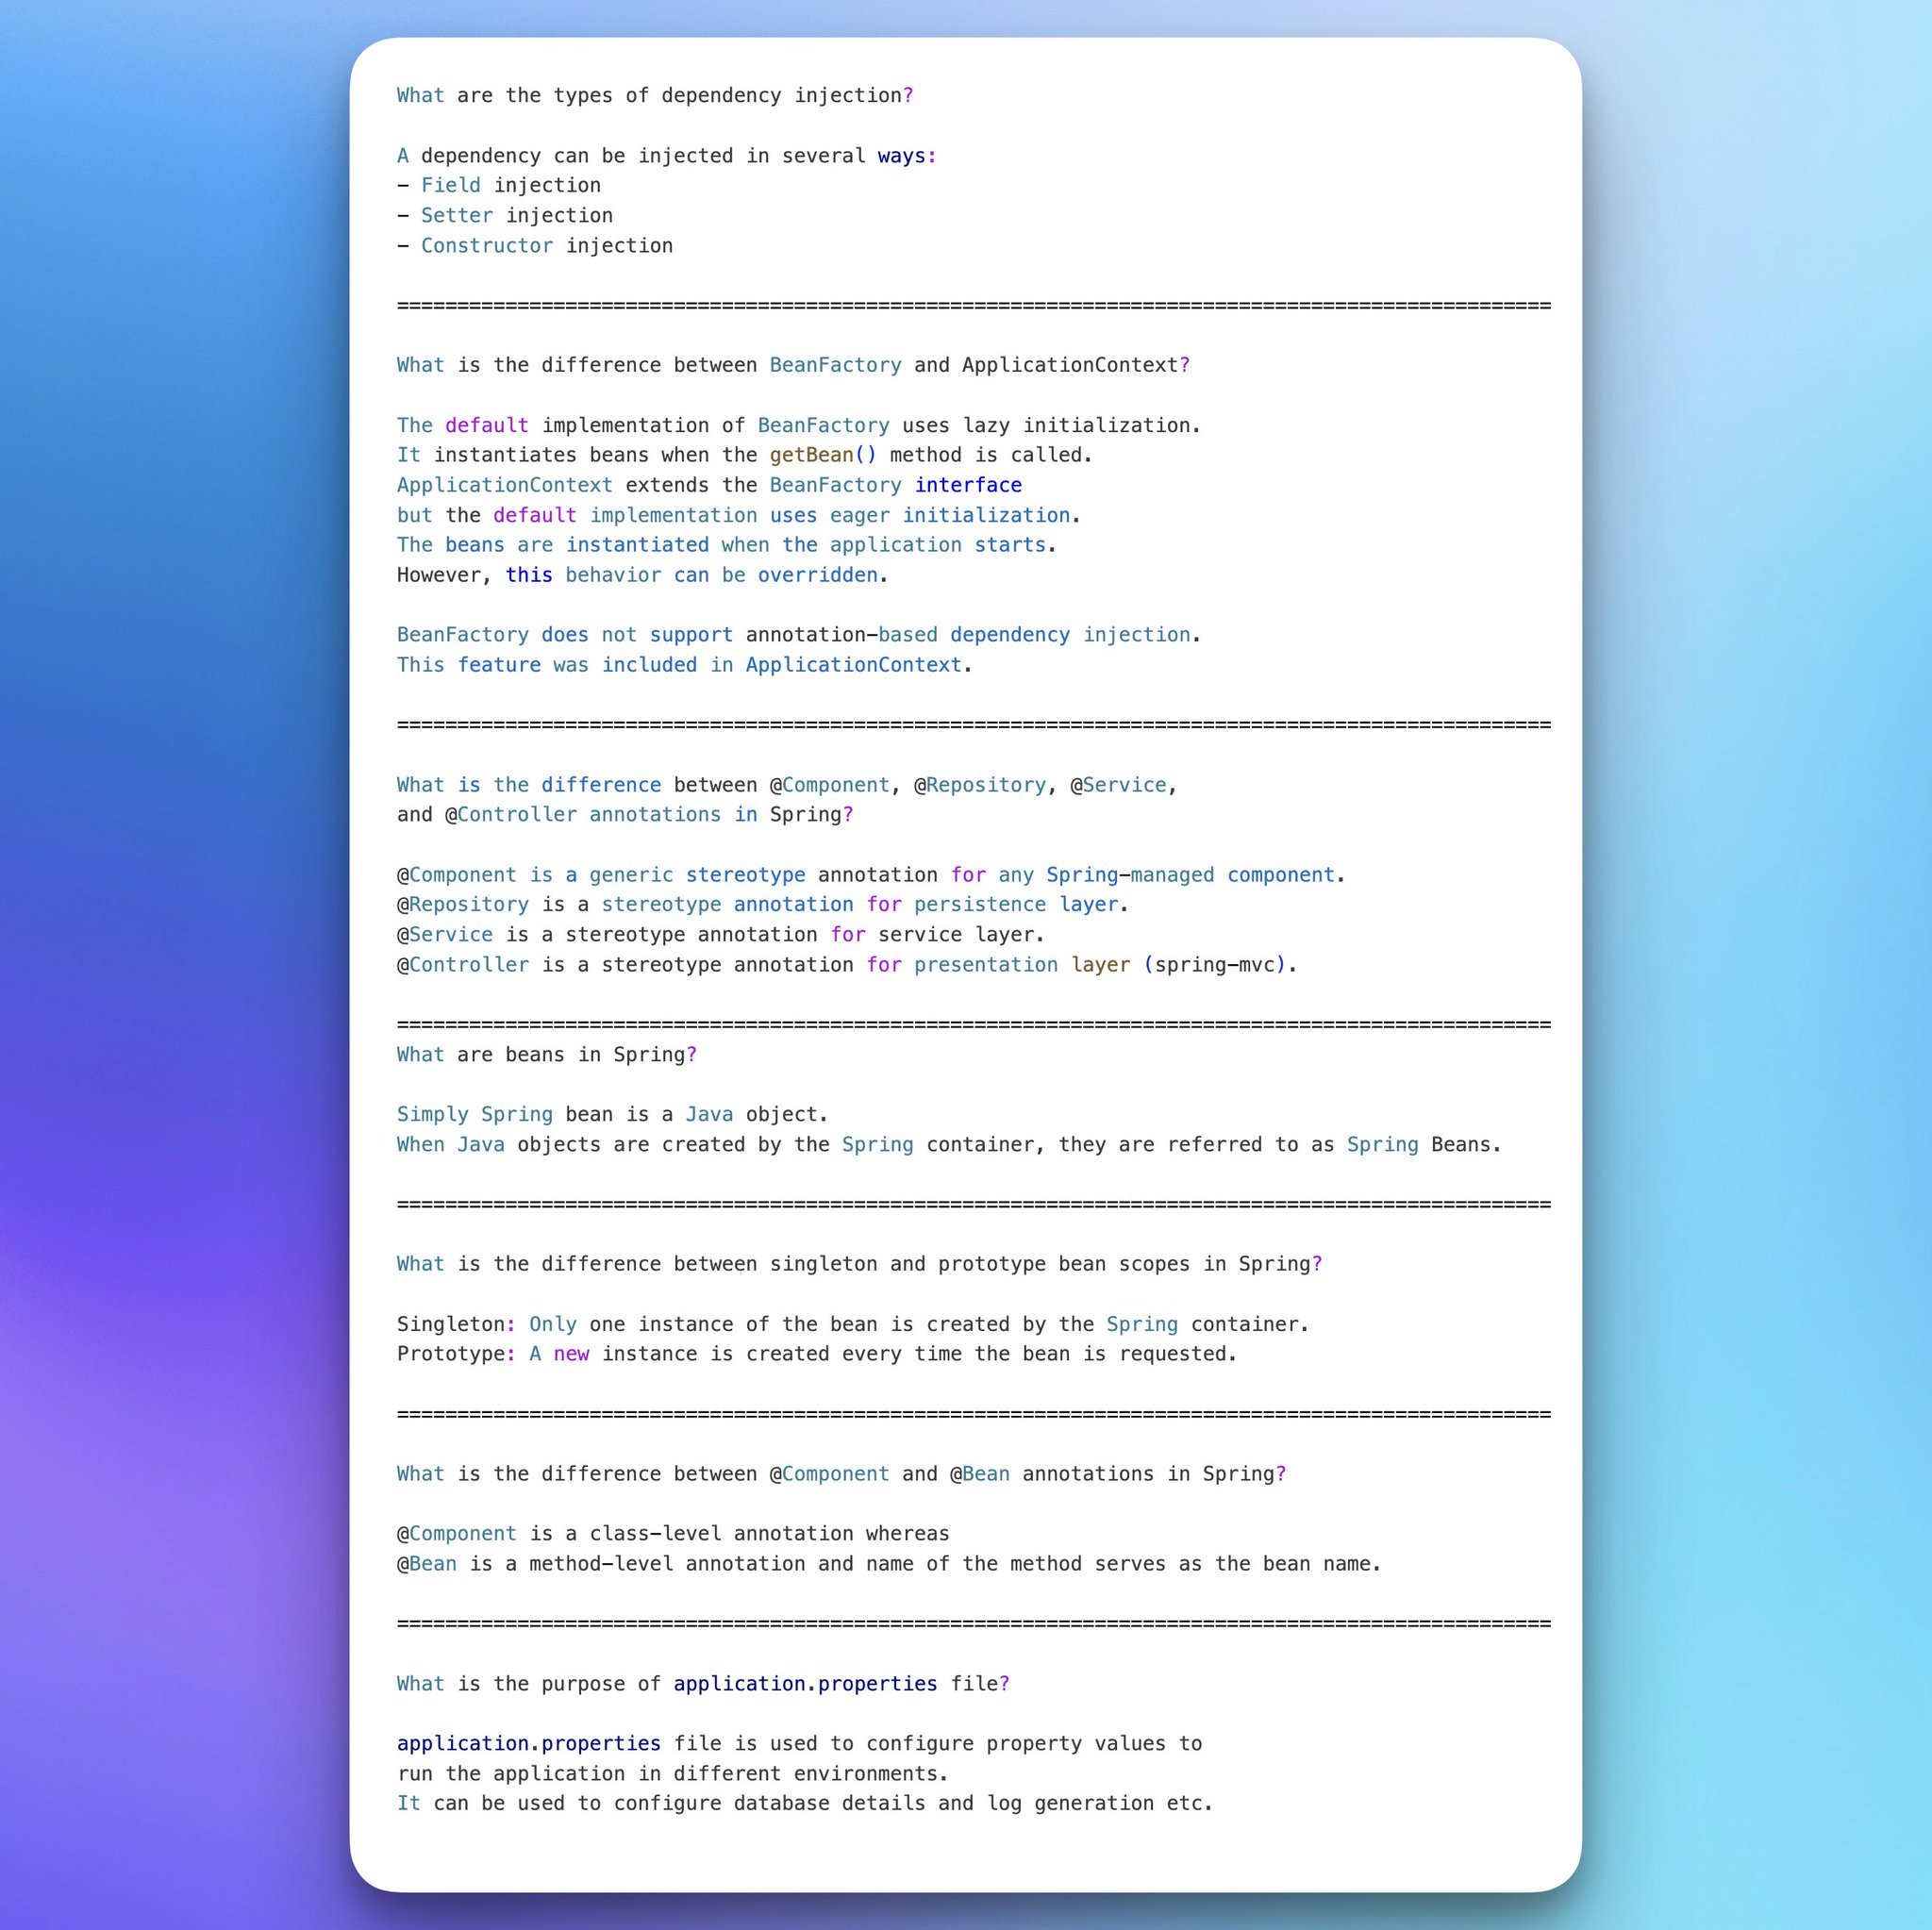 What are the types of dependency injection?
A dependency can be injected in several ways:
- Field injection
- Setter injection
- Constructor injection
================================================================================================
What is the difference between BeanFactory and ApplicationContext?
The default implementation of BeanFactory uses lazy initialization.
It instantiates beans when the getBean() method is called.
ApplicationContext extends the BeanFactory interface
but the default implementation uses eager initialization.
The beans are instantiated when the application starts.
However, this behavior can be overridden.
BeanFactory does not support annotation-based dependency injection.
This feature was included in ApplicationContext.
================================================================================================
What is the difference between @Component, @Repository, @Service,
and @Controller annotations in Spring?
@Component is a generic stereotype annotation for any Spring-managed component.
@Repository is a stereotype annotation for persistence layer.
@Service is a stereotype annotation for service layer.
@Controller is a stereotype annotation for presentation layer (spring-mvc).
================================================================================================
What are beans in Spring?
Simply Spring bean is a Java object.
When Java objects are created by the Spring container, they are referred to as Spring Beans.
================================================================================================
What is the difference between singleton and prototype bean scopes in Spring?
Singleton: Only one instance of the bean is created by the Spring container.
Prototype: A new instance is created every time the bean is requested.
================================================================================================
What is the difference between @Component and @Bean annotations in Spring?
@Component is a class-level annotation whereas
@Bean is a method-level annotation and name of the method serves as the bean name.
================================================================================================
What is the purpose of application.properties file?
application.properties file is used to configure property values to
run the application in different environments.
It can be used to configure database details and log generation etc.